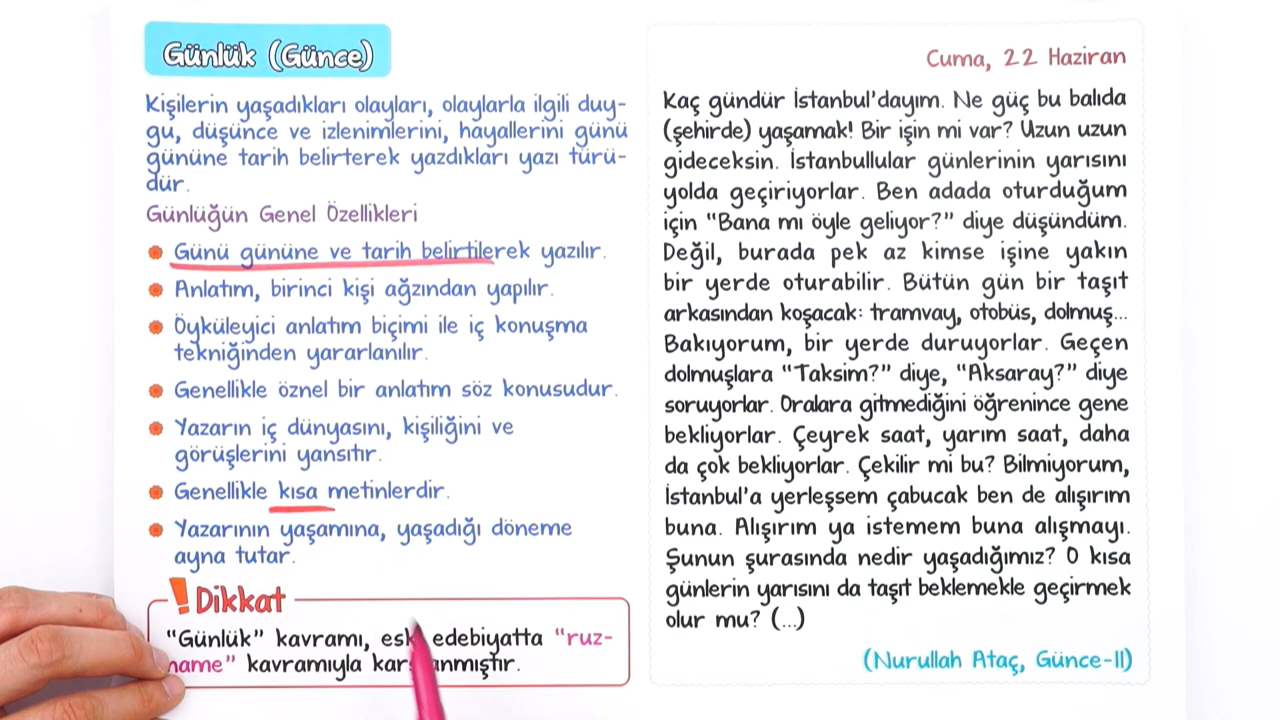 Günlük (Günce)
Kişilerin yaşadıkları olayları, olaylarla ilgili duy-
gu, düşünce ve izlenimlerini, hayallerini günü
gününe tarih belirterek yazdıkları yazı türü-
dür.
Günlüğün Genel Özellikleri
Günü gününe ve tarih belirtilerek yazılır.
Anlatım, birinci kişi ağzından yapılır.
Öyküleyici anlatım biçimi ile iç konuşma
tekniğinden yararlanılır.
Genellikle öznel bir anlatım söz konusudur.
Yazarın iç dünyasını, kişiliğini ve
görüşlerini yansıtır.
Genellikle kısa metinlerdir.
Yazarının yaşamına, yaşadığı döneme
ayna tutar.
! Dikkat
"Günlük" kavramı, eski edebiyatta "ruz-
name" kavramıyla karşılanmıştır.
Cuma, 22 Haziran
Kaç gündür İstanbul'dayım. Ne güç bu balıda
(şehirde) yaşamak! Bir işin mi var? Uzun uzun
gideceksin. İstanbullular günlerinin yarısını
yolda geçiriyorlar. Ben adada oturduğum
için "Bana mı öyle geliyor?" diye düşündüm.
Değil, burada pek az kimse işine yakın
bir yerde oturabilir. Bütün gün bir taşıt
arkasından koşacak: tramvay, otobüs, dolmuş...
Bakıyorum, bir yerde duruyorlar. Geçen
dolmuşlara "Taksim?" diye, "Aksaray?" diye
soruyorlar. Oralara gitmediğini öğrenince gene
bekliyorlar. Çeyrek saat, yarım saat, daha
da çok bekliyorlar. Çekilir mi bu? Bilmiyorum,
İstanbul'a yerleşsem çabucak ben de alışırım
buna. Alışırım ya istemem buna alışmayı.
Şunun şurasında nedir yaşadığımız? O kısa
günlerin yarısını da taşıt beklemekle geçirmek
olur mu? (...)
(Nurullah Ataç, Günce-II)